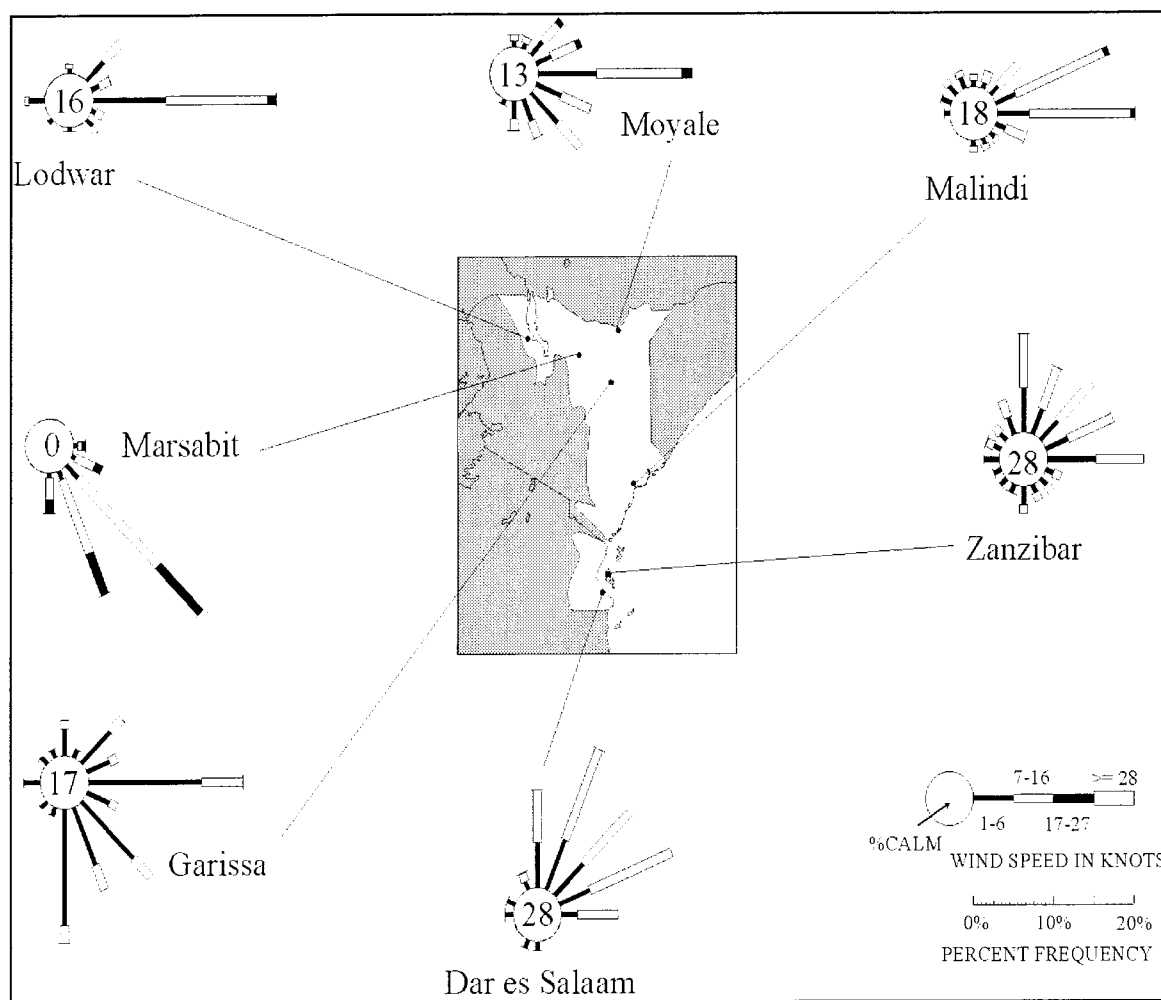 16
Lodwar
13
Moyale
18
Malindi
0
Marsabit
28
Zanzibar
17
Garissa
28
Dar es Salaam
7-16 >= 28
1-6 17-27
%CALM
WIND SPEED IN KNOTS
0% 10% 20%
PERCENT FREQUENCY